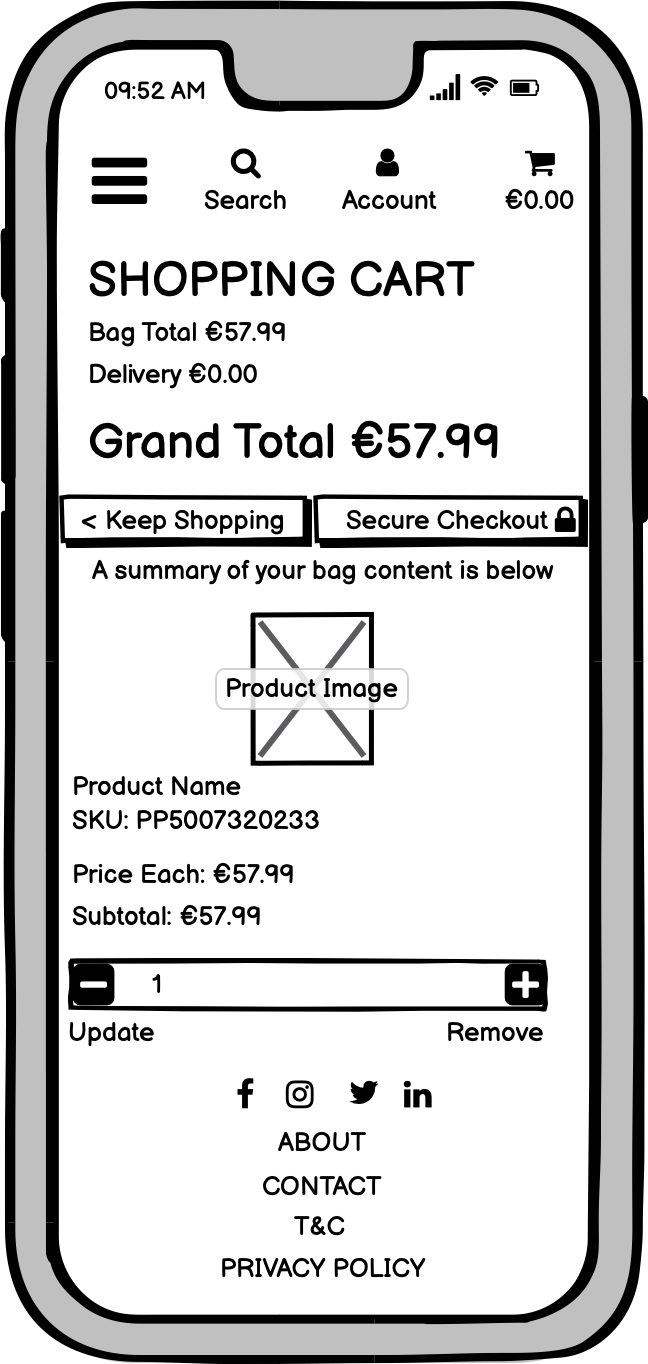 09:52 AM
Search
Account
€0.00
SHOPPING CART
Bag Total €57.99
Delivery €0.00
Grand Total €57.99
< Keep Shopping
Secure Checkout
A summary of your bag content is below
Product Image
Product Name
SKU: PP5007320233
Price Each: €57.99
Subtotal: €57.99
1
Update
Remove
ABOUT
CONTACT
T&C
PRIVACY POLICY